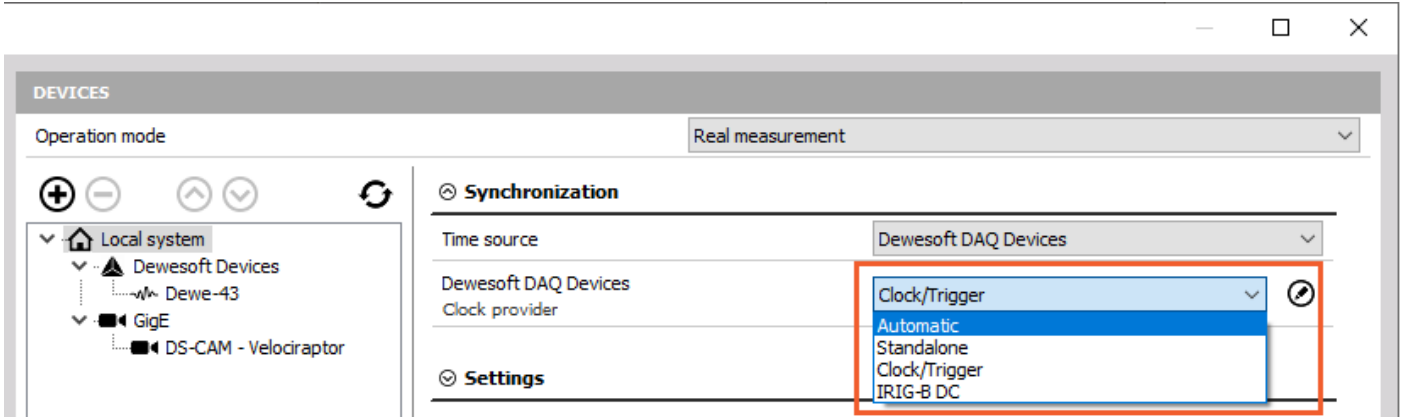 DEVICES
Operation mode
Real measurement
Synchronization
Local system
Time source
Dewesoft DAQ Devices
Dewesoft Devices
Dewe-43
Dewesoft DAQ Devices
Clock provider
Clock/Trigger
GigE
DS-CAM - Velociraptor
Automatic
Standalone
Clock/Trigger
IRIG-B DC
Settings